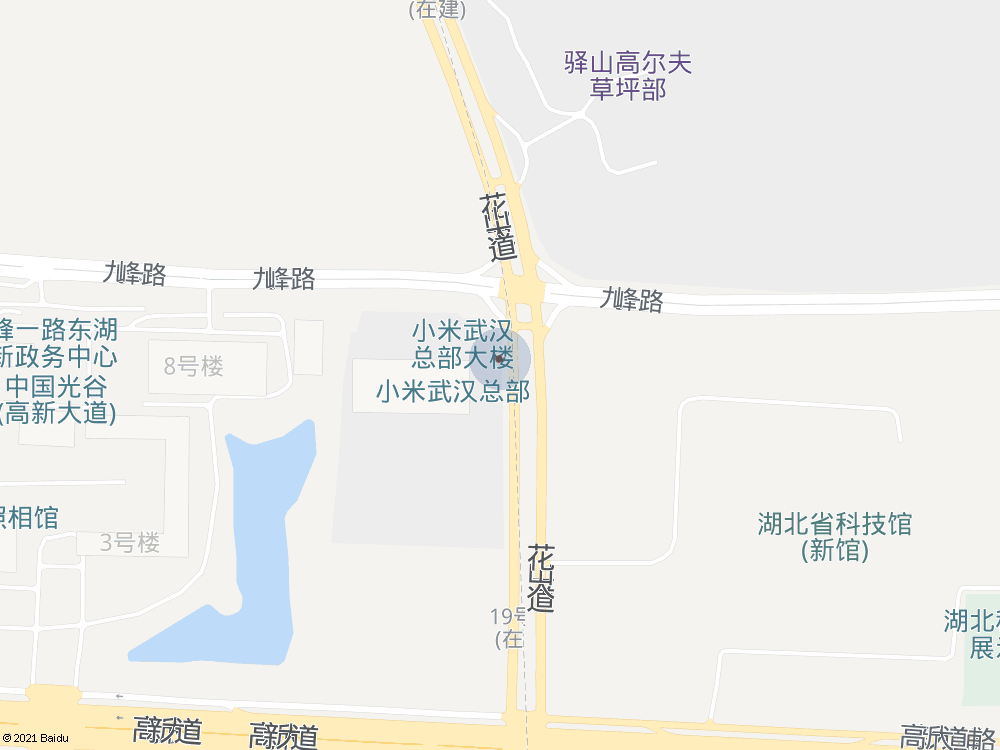 (在建)
驿山高尔夫
草坪部
花山大道
九峰路
九峰路
九峰路
小米武汉
总部大楼
峰一路东湖
新政务中心
8号楼
小米武汉总部
中国光谷
(高新大道)
照相馆
湖北省科技馆
(新馆)
3号楼
花山大道
19号
(在
湖北科
展示
高新大道
高新大道
高新大道辅路
© 2021 Baidu